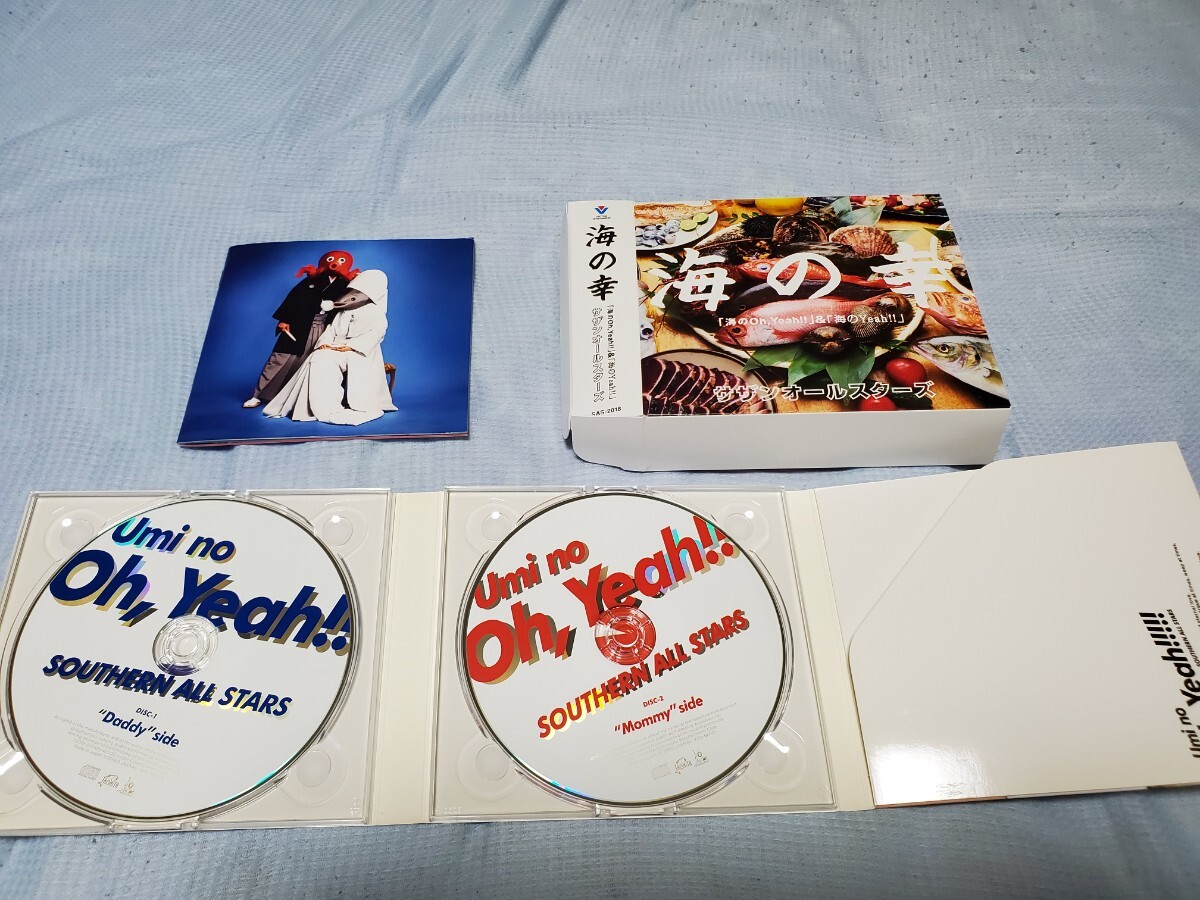 海の幸
「海のOh,Yeah!!」&「海のYeah!!」
サザンオールスターズ
SAS-2018
海の幸
「海のOh,Yeah!!」&「海のYeah!!」
サザンオールスターズ
Umi no
Oh, Yeah!!
SOUTHERN ALL STARS
DISC-1
"Daddy" side
Umi no
Oh, Yeah!!
SOUTHERN ALL STARS
DISC-2
"Mommy" side
Umi no
Yeah!!!!!
SOUTHERN ALL STARS